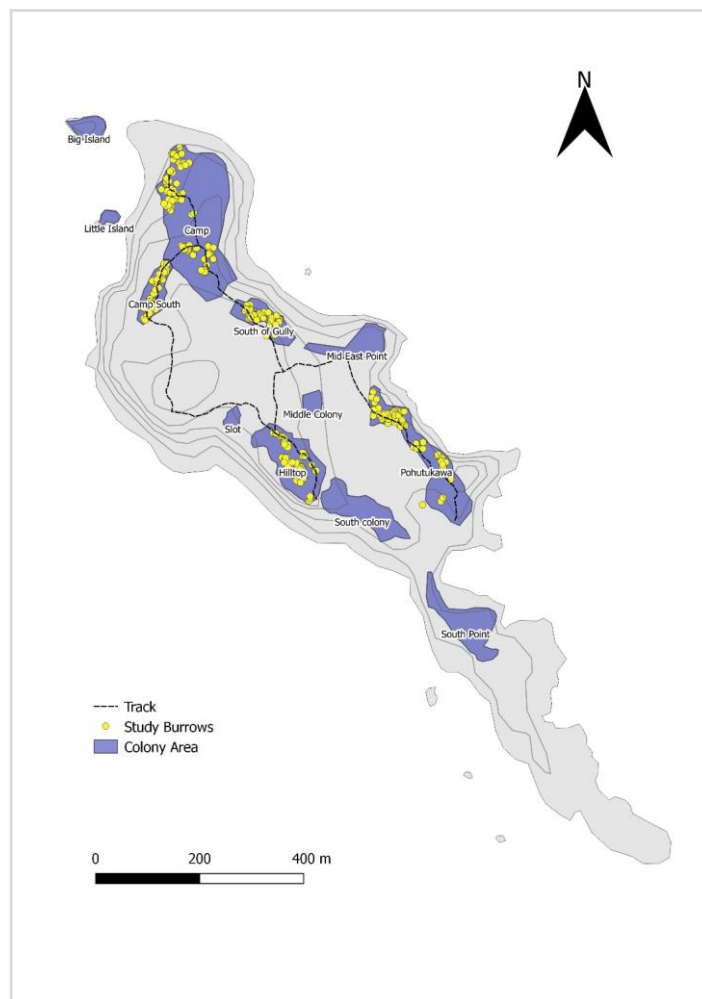 N
Big Island
Little Island
Camp
Camp South
South of Gully
Mid East Point
Middle Colony
Slot
Hilltop
Pohutukawa
South colony
South Point
Track
Study Burrows
Colony Area
0 200 400 m